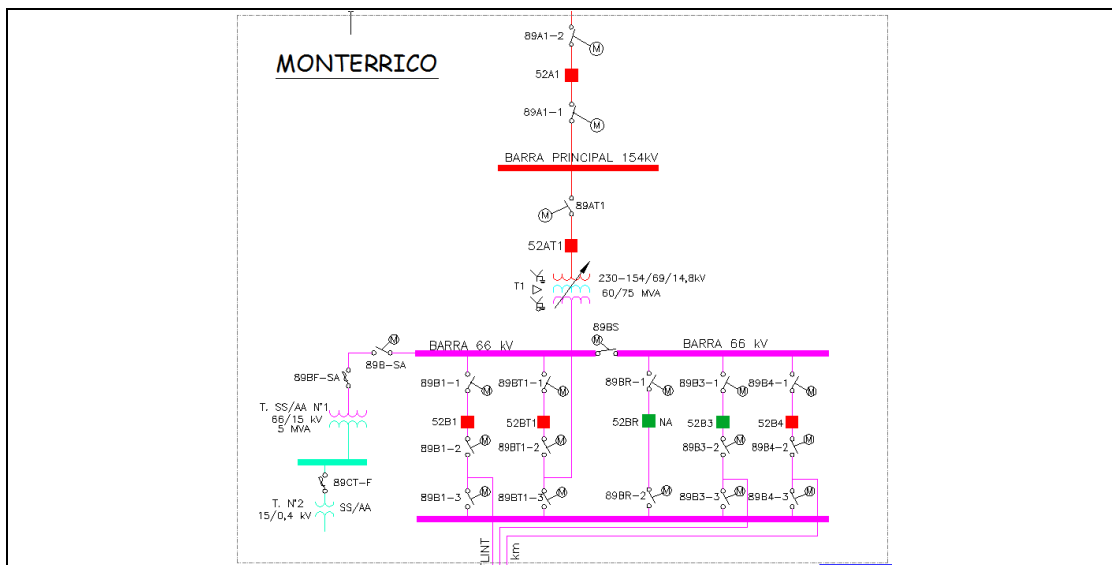 MONTERRICO
89A1-2
M
52A1
89A1-1
M
BARRA PRINCIPAL 154kV
89AT1
M
52AT1
T1
230-154/69/14,8kV
60/75 MVA
89BS
M
M
89B-SA
BARRA 66 kV
BARRA 66 kV
89BF-SA
89B1-1
M
89BT1-1
M
89BR-1
M
89B3-1
M
89B4-1
M
T. SS/AA N°1
66/15 kV
5 MVA
52B1
52BT1
52BR
NA
52B3
52B4
89B1-2
M
89BT1-2
M
89B3-2
M
89B4-2
M
89CT-F
T. N°2
15/0,4 kV
SS/AA
89B1-3
M
89BT1-3
M
89BR-2
M
89B3-3
M
89B4-3
M
km